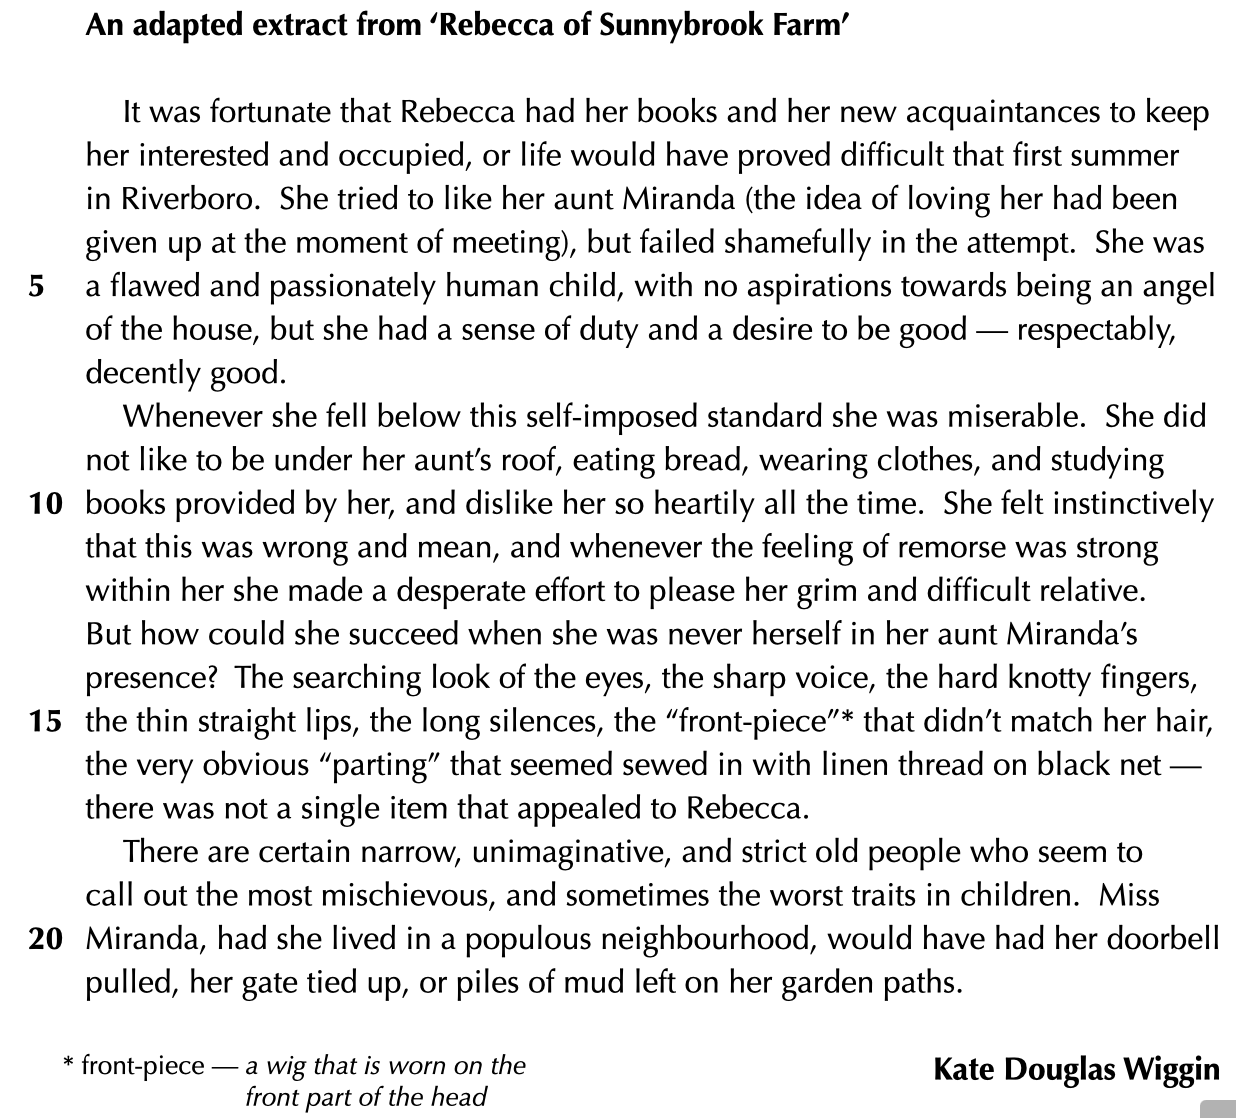 An adapted extract from ‘Rebecca of Sunnybrook Farm’
It was fortunate that Rebecca had her books and her new acquaintances to keep
her interested and occupied, or life would have proved difficult that first summer
in Riverboro.  She tried to like her aunt Miranda (the idea of loving her had been
given up at the moment of meeting), but failed shamefully in the attempt.  She was
5 a flawed and passionately human child, with no aspirations towards being an angel
of the house, but she had a sense of duty and a desire to be good — respectably,
decently good.
Whenever she fell below this self-imposed standard she was miserable.  She did
not like to be under her aunt’s roof, eating bread, wearing clothes, and studying
10 books provided by her, and dislike her so heartily all the time.  She felt instinctively
that this was wrong and mean, and whenever the feeling of remorse was strong
within her she made a desperate effort to please her grim and difficult relative.
But how could she succeed when she was never herself in her aunt Miranda’s
presence?  The searching look of the eyes, the sharp voice, the hard knotty fingers,
15 the thin straight lips, the long silences, the “front-piece”* that didn’t match her hair,
the very obvious “parting” that seemed sewed in with linen thread on black net —
there was not a single item that appealed to Rebecca.
There are certain narrow, unimaginative, and strict old people who seem to
call out the most mischievous, and sometimes the worst traits in children.  Miss
20 Miranda, had she lived in a populous neighbourhood, would have had her doorbell
pulled, her gate tied up, or piles of mud left on her garden paths.
* front-piece — a wig that is worn on the
front part of the head
Kate Douglas Wiggin